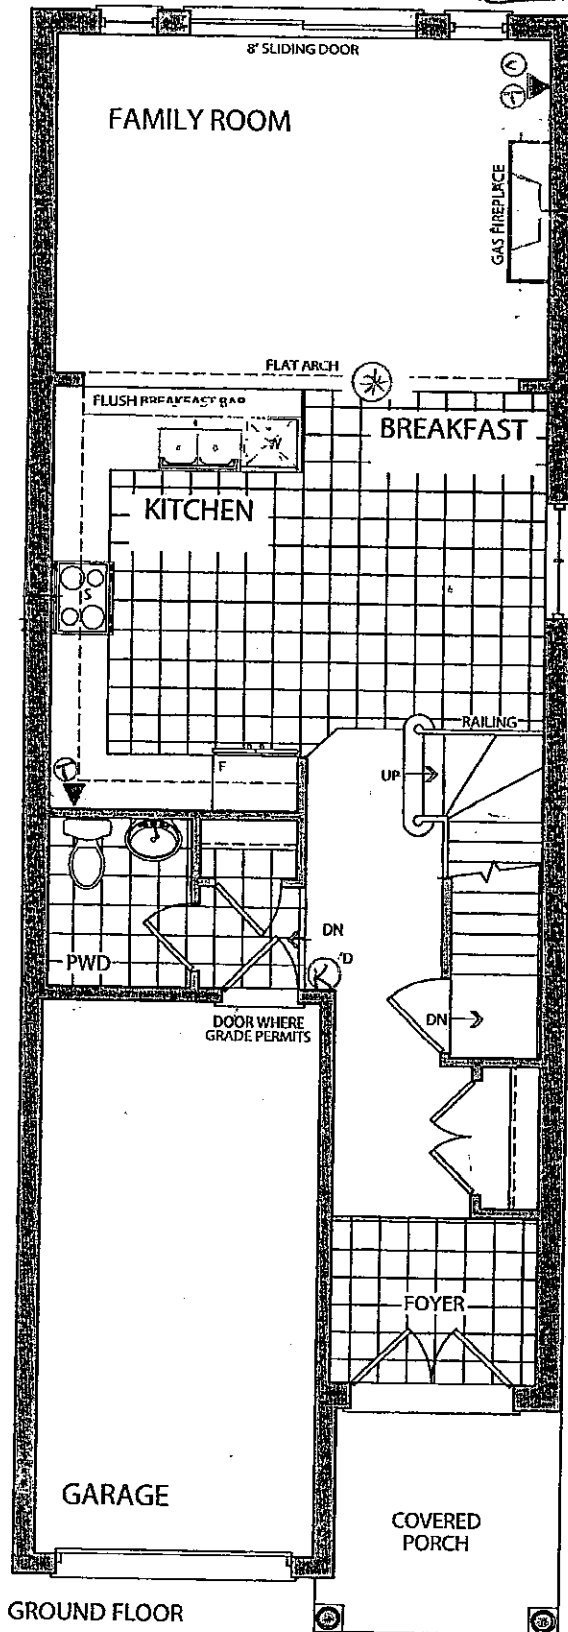 8' SLIDING DOOR
C
T
FAMILY ROOM
GAS FIREPLACE
FLAT ARCH
FLUSH BREAKFAST BAR
BREAKFAST
KITCHEN
S
RAILING
UP
F
T
DN
PWD
K
'D
DN
DOOR WHERE
GRADE PERMITS
FOYER
GARAGE
COVERED
PORCH
GROUND FLOOR